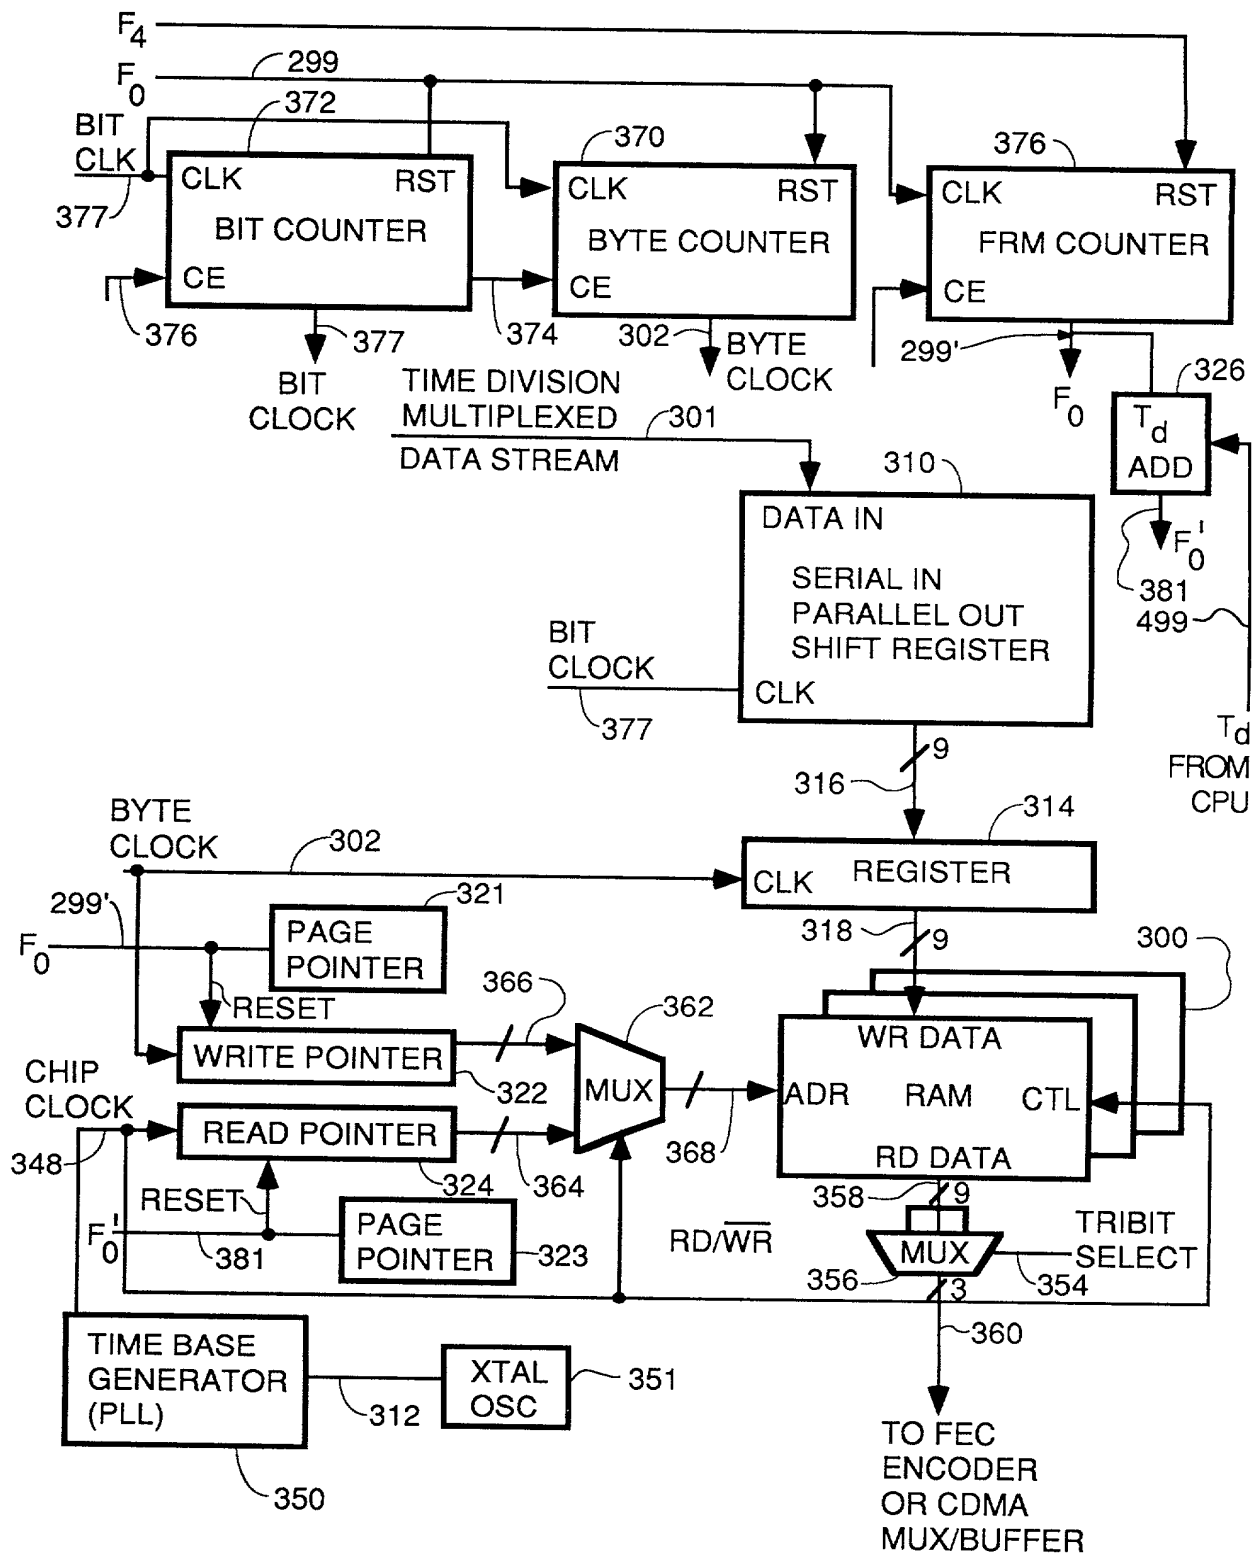 F4
F0
299
372
BIT
CLK
377
CLK
RST
BIT COUNTER
CE
376
377
BIT
CLOCK
370
CLK
RST
BYTE COUNTER
CE
374
302
BYTE
CLOCK
376
CLK
RST
FRM COUNTER
CE
299'
F0
326
Td
ADD
F0'
381
499
Td
FROM
CPU
TIME DIVISION
MULTIPLEXED
DATA STREAM
301
310
DATA IN
SERIAL IN
PARALLEL OUT
SHIFT REGISTER
CLK
BIT
CLOCK
377
9
316
314
REGISTER
CLK
BYTE
CLOCK
302
299'
F0
321
PAGE
POINTER
RESET
318
9
300
366
362
WRITE POINTER
322
MUX
WR DATA
ADR
RAM
CTL
RD DATA
CHIP
CLOCK
348
READ POINTER
324
364
368
RESET
F0'
381
PAGE
POINTER
323
RD/WR
358
9
MUX
356
TRIBIT
SELECT
354
3
360
TIME BASE
GENERATOR
(PLL)
350
312
XTAL
OSC
351
TO FEC
ENCODER
OR CDMA
MUX/BUFFER